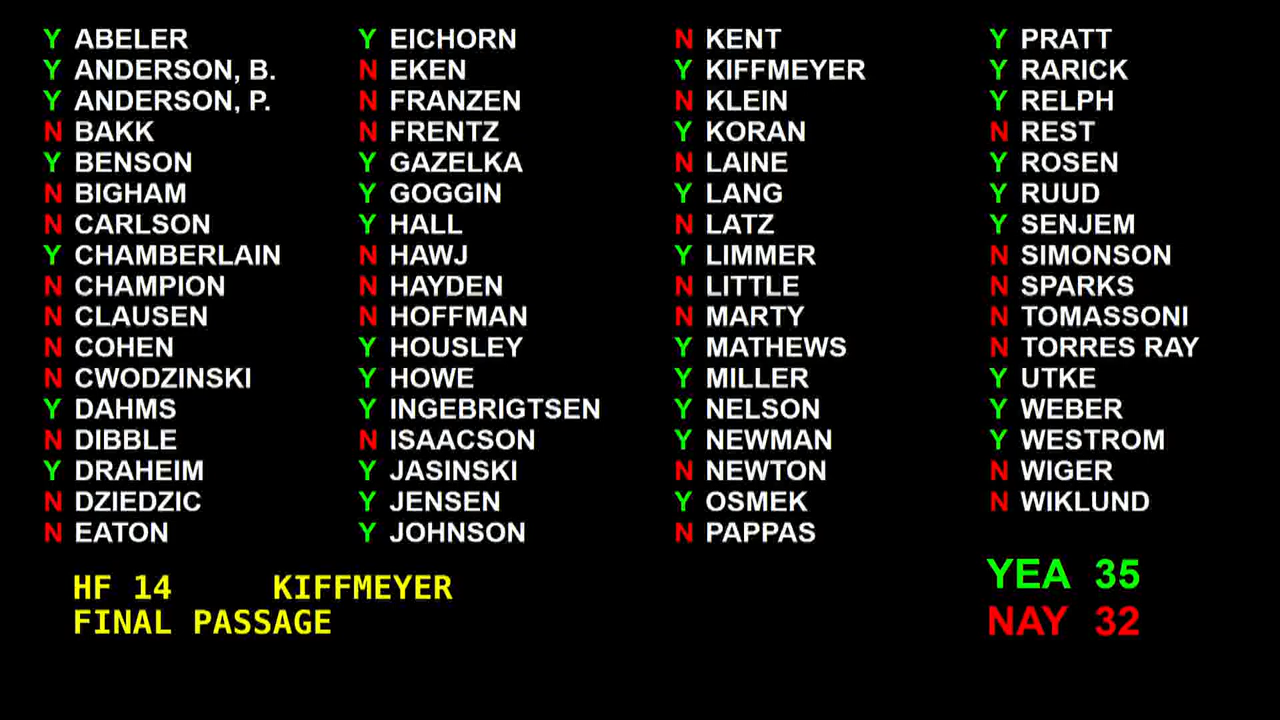 Y ABELER
Y ANDERSON, B.
Y ANDERSON, P.
N BAKK
Y BENSON
N BIGHAM
N CARLSON
Y CHAMBERLAIN
N CHAMPION
N CLAUSEN
N COHEN
N CWODZINSKI
Y DAHMS
N DIBBLE
Y DRAHEIM
N DZIEDZIC
N EATON
Y EICHORN
N EKEN
N FRANZEN
N FRENTZ
Y GAZELKA
Y GOGGIN
Y HALL
N HAWJ
N HAYDEN
N HOFFMAN
Y HOUSLEY
Y HOWE
Y INGEBRIGTSEN
N ISAACSON
Y JASINSKI
Y JENSEN
Y JOHNSON
N KENT
Y KIFFMEYER
N KLEIN
Y KORAN
N LAINE
Y LANG
N LATZ
Y LIMMER
N LITTLE
N MARTY
Y MATHEWS
Y MILLER
Y NELSON
Y NEWMAN
N NEWTON
Y OSMEK
N PAPPAS
Y PRATT
Y RARICK
Y RELPH
N REST
Y ROSEN
Y RUUD
Y SENJEM
N SIMONSON
N SPARKS
N TOMASSONI
N TORRES RAY
Y UTKE
Y WEBER
Y WESTROM
N WIGER
N WIKLUND
HF 14 KIFFMEYER
FINAL PASSAGE
YEA 35
NAY 32